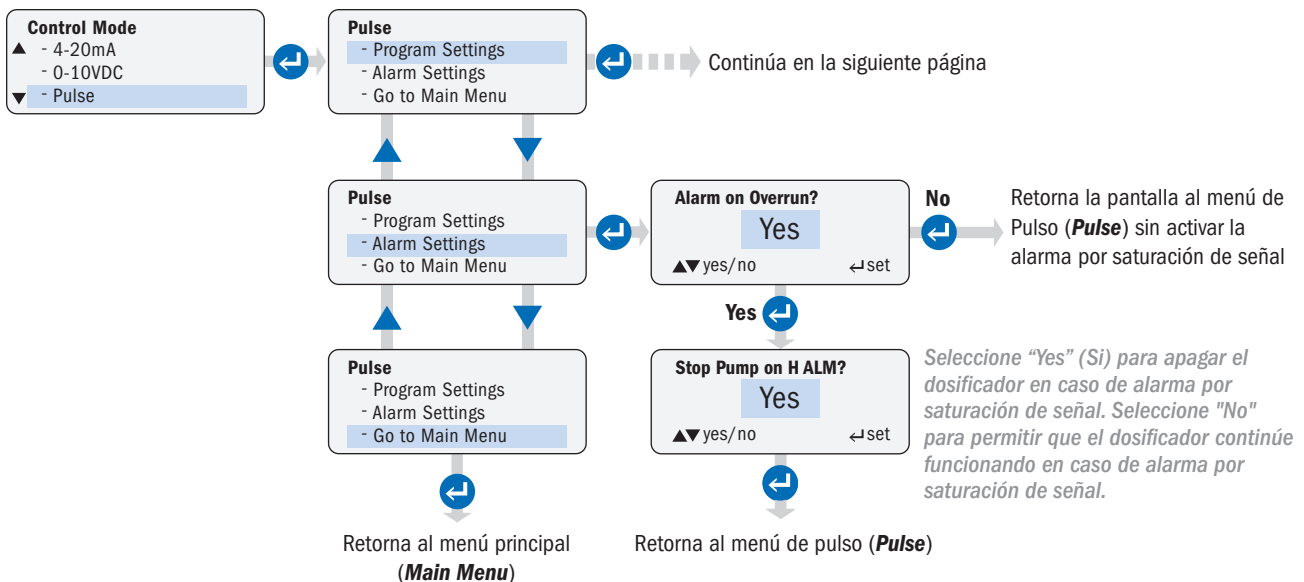 Control Mode
- 4-20mA
- 0-10VDC
- Pulse
Pulse
- Program Settings
- Alarm Settings
- Go to Main Menu
Continúa en la siguiente página
Pulse
- Program Settings
- Alarm Settings
- Go to Main Menu
Alarm on Overrun?
Yes
▲▼ yes/no ↵ set
No
Retorna la pantalla al menú de
Pulso (Pulse) sin activar la
alarma por saturación de señal
Yes
Pulse
- Program Settings
- Alarm Settings
- Go to Main Menu
Stop Pump on H ALM?
Yes
▲▼ yes/no ↵ set
Seleccione “Yes” (Si) para apagar el
dosificador en caso de alarma por
saturación de señal. Seleccione "No"
para permitir que el dosificador continúe
funcionando en caso de alarma por
saturación de señal.
Retorna al menú principal
(Main Menu)
Retorna al menú de pulso (Pulse)